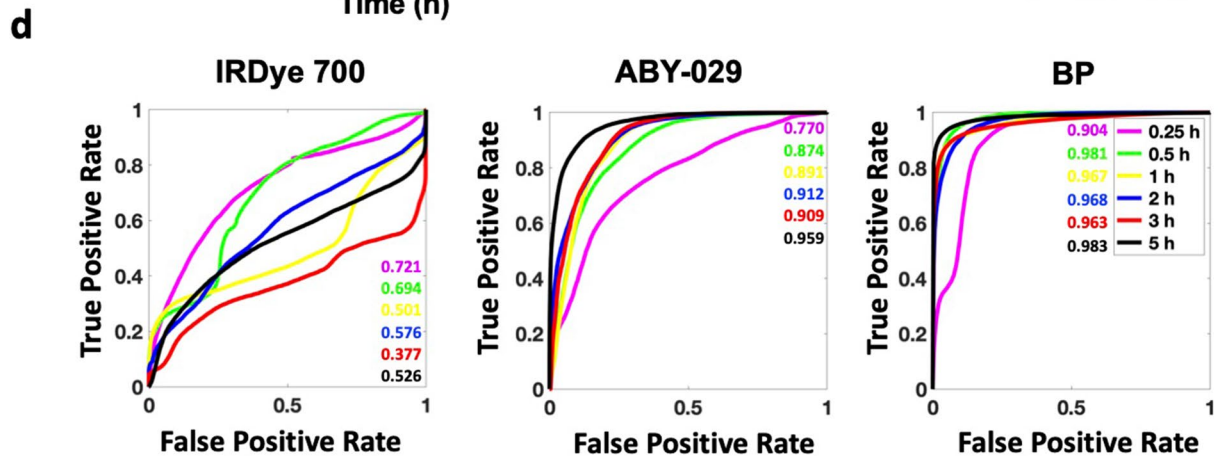 Time (h)
d
IRDye 700
True Positive Rate
1
0.8
0.6
0.4
0.2
0
0.721
0.694
0.501
0.576
0.377
0.526
0
0.5
1
False Positive Rate
ABY-029
True Positive Rate
1
0.8
0.6
0.4
0.2
0
0.770
0.874
0.891
0.912
0.909
0.959
0
0.5
1
False Positive Rate
BP
True Positive Rate
1
0.8
0.6
0.4
0.2
0
0.904 0.25 h
0.981 0.5 h
0.967 1 h
0.968 2 h
0.963 3 h
0.983 5 h
0
0.5
1
False Positive Rate